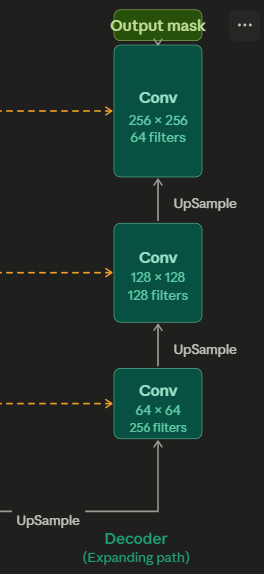 Output mask
Conv
256 × 256
64 filters
UpSample
Conv
128 × 128
128 filters
UpSample
Conv
64 × 64
256 filters
UpSample
Decoder
(Expanding path)